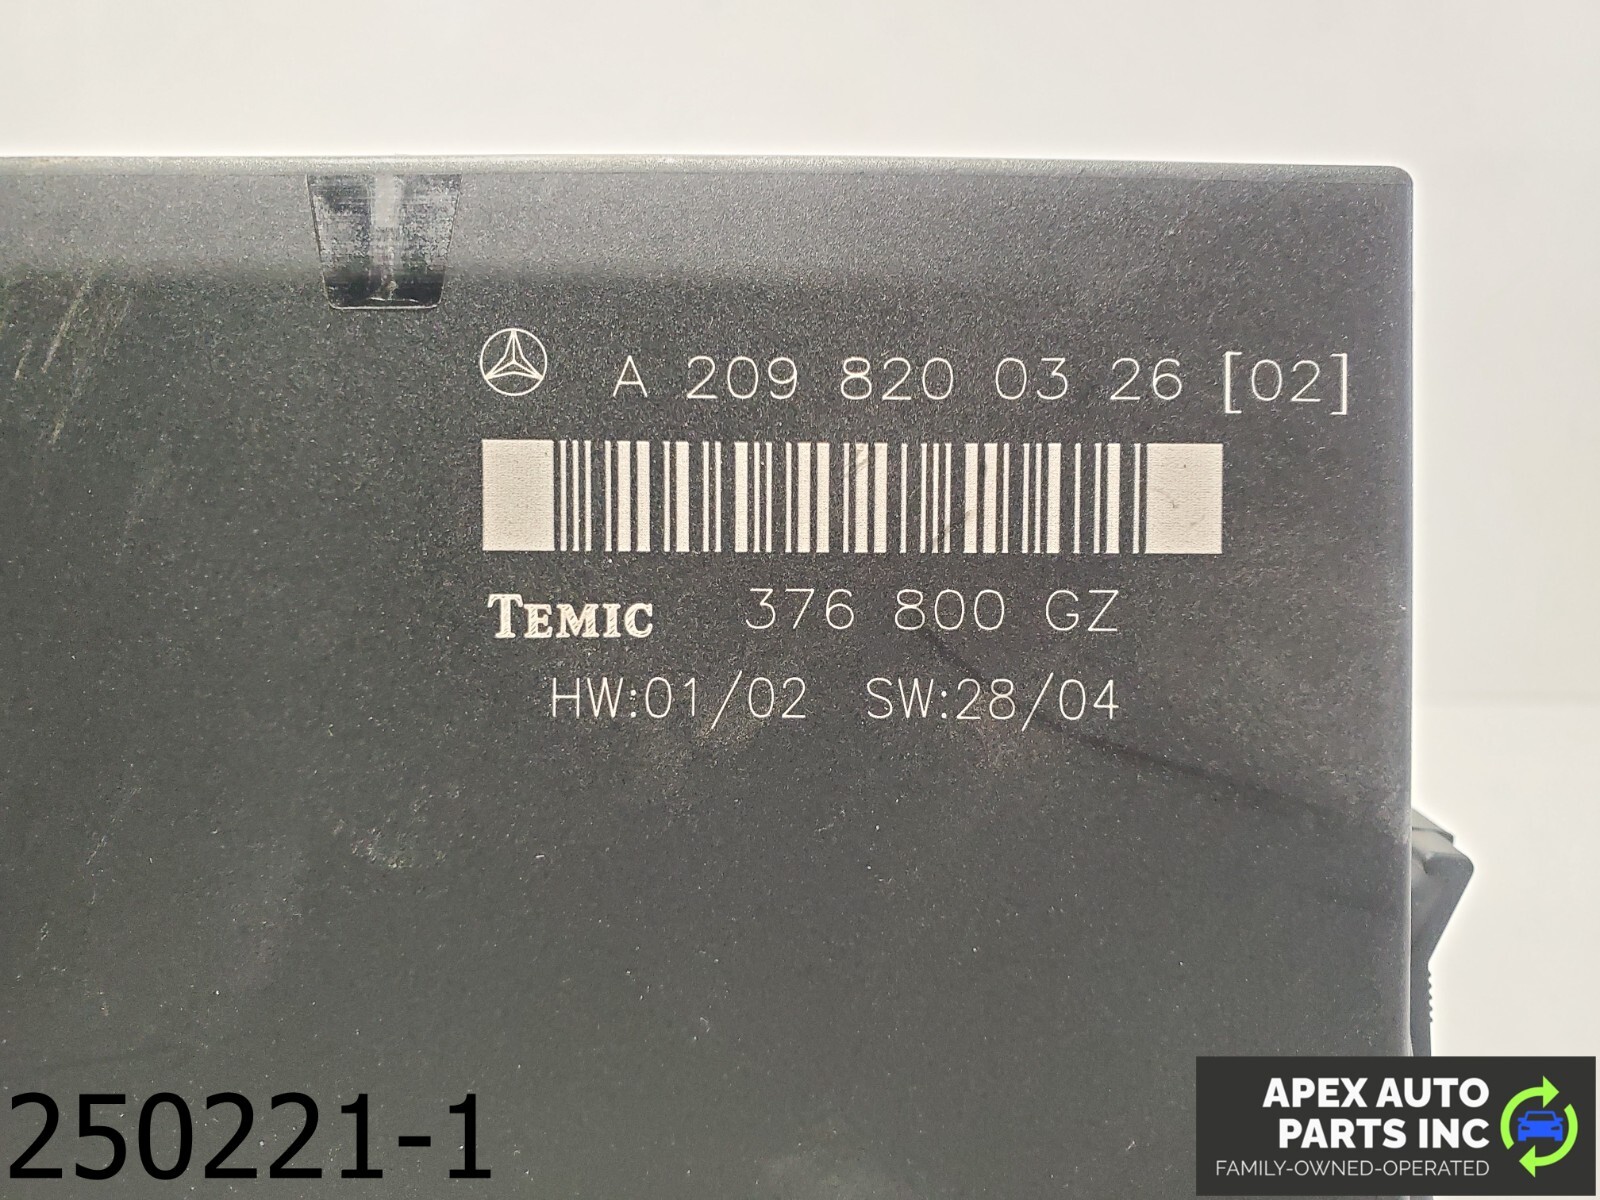 A 209 820 03 26 [02]
TEMIC 376 800 GZ
HW:01/02 SW:28/04
250221-1
APEX AUTO
PARTS INC
FAMILY-OWNED-OPERATED